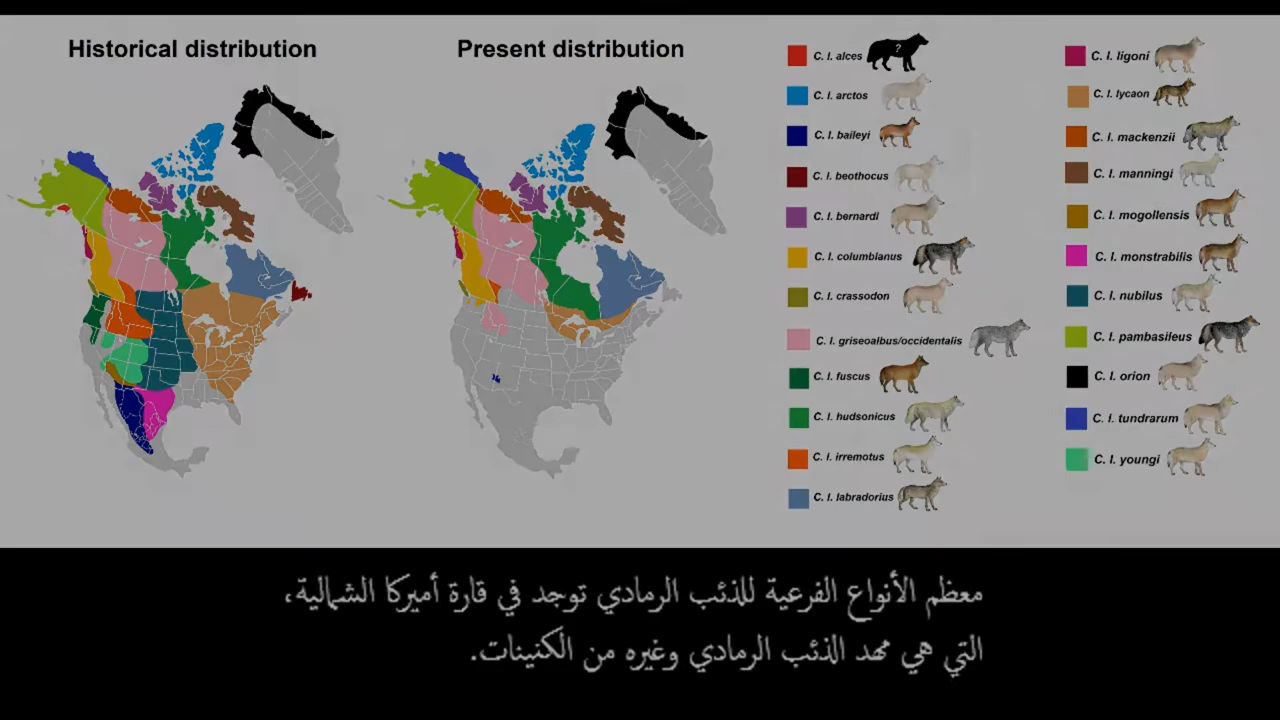 Historical distribution
Present distribution
C. l. alces
?
C. l. arctos
C. l. baileyi
C. l. beothocus
C. l. bernardi
C. l. columbianus
C. l. crassodon
C. l. griseoalbus/occidentalis
C. l. fuscus
C. l. hudsonicus
C. l. irremotus
C. l. labradorius
C. l. ligoni
C. l. lycaon
C. l. mackenzii
C. l. manningi
C. l. mogollensis
C. l. monstrabilis
C. l. nubilus
C. l. pambasileus
C. l. orion
C. l. tundrarum
C. l. youngi
معظم الأنواع الفرعية للذئب الرمادي توجد في قارة أميركا الشمالية،
التي هي مهد الذئب الرمادي وغيره من الكنينات.